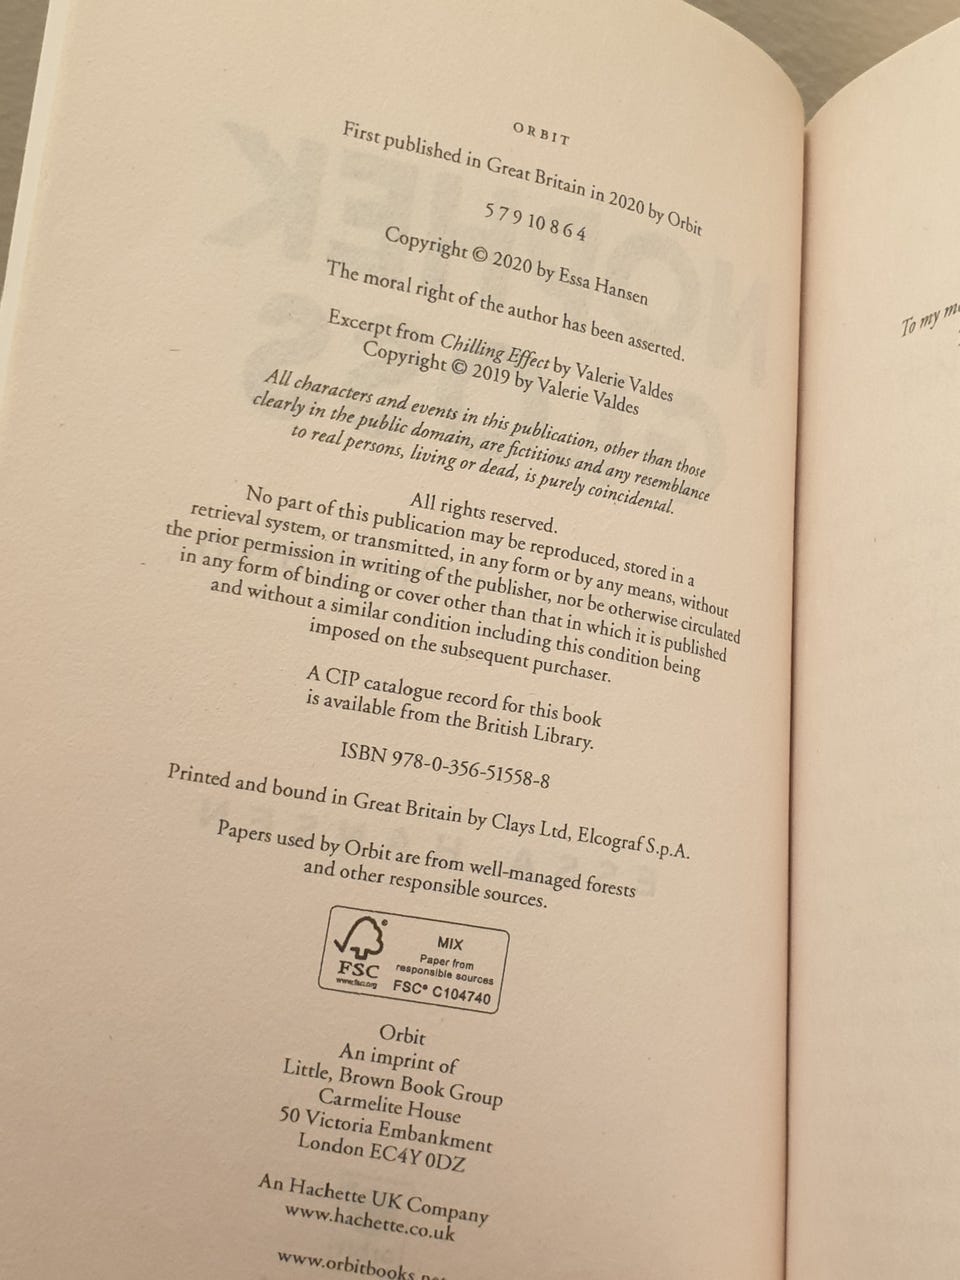 ORBIT
First published in Great Britain in 2020 by Orbit
5 7 9 10 8 6 4
Copyright © 2020 by Essa Hansen
The moral right of the author has been asserted.
Excerpt from Chilling Effect by Valerie Valdes
Copyright © 2019 by Valerie Valdes
All characters and events in this publication, other than those
clearly in the public domain, are fictitious and any resemblance
to real persons, living or dead, is purely coincidental.
All rights reserved.
No part of this publication may be reproduced, stored in a
retrieval system, or transmitted, in any form or by any means, without
the prior permission in writing of the publisher, nor be otherwise circulated
in any form of binding or cover other than that in which it is published
and without a similar condition including this condition being
imposed on the subsequent purchaser.
A CIP catalogue record for this book
is available from the British Library.
ISBN 978-0-356-51558-8
Printed and bound in Great Britain by Clays Ltd, Elcograf S.p.A.
Papers used by Orbit are from well-managed forests
and other responsible sources.
FSC
www.fsc.org
MIX
Paper from
responsible sources
FSC® C104740
Orbit
An imprint of
Little, Brown Book Group
Carmelite House
50 Victoria Embankment
London EC4Y 0DZ
An Hachette UK Company
www.hachette.co.uk
www.orbitbooks.ne
To my m